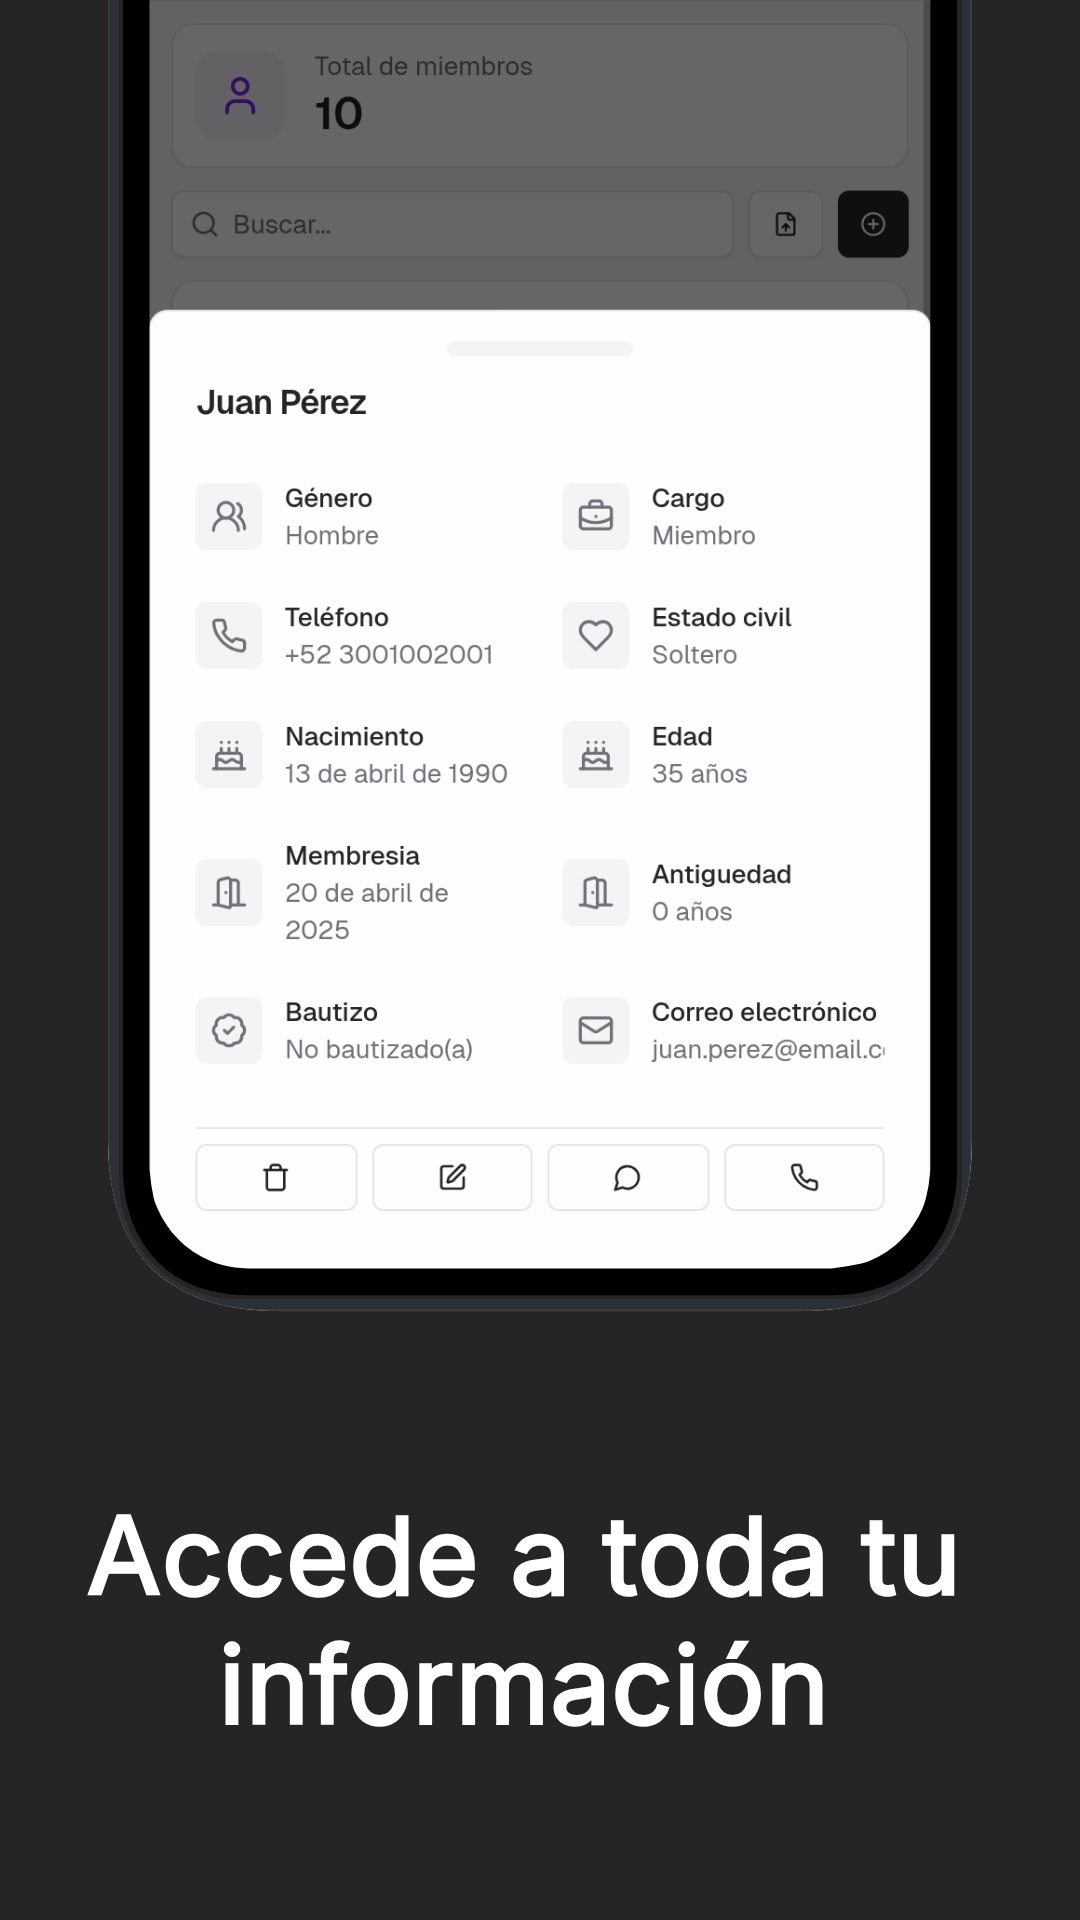 Total de miembros
10
Buscar...
Juan Pérez
Género
Hombre
Cargo
Miembro
Teléfono
+52 3001002001
Estado civil
Soltero
Nacimiento
13 de abril de 1990
Edad
35 años
Membresia
20 de abril de
2025
Antiguedad
0 años
Bautizo
No bautizado(a)
Correo electrónico
juan.perez@email.c
Accede a toda tu
información